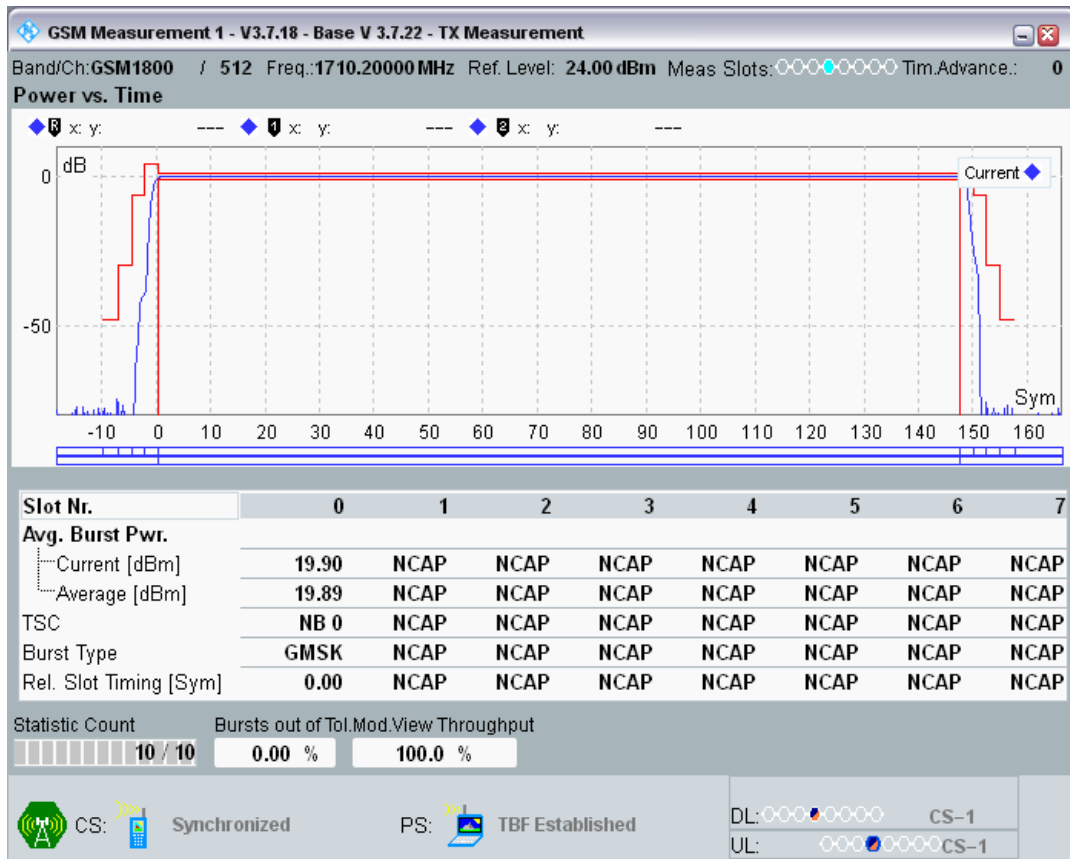 GSM Measurement 1 - V3.7.18 - Base V 3.7.22 - TX Measurement
Band/Ch:GSM1800 / 512 Freq.:1710.20000 MHz Ref. Level: 24.00 dBm Meas Slots: Tim.Advance.: 0
Power vs. Time
R x: y: --- 1 x: y: --- 2 x: y: ---
dB
Current
0
-50
Sym
-10 0 10 20 30 40 50 60 70 80 90 100 110 120 130 140 150 160
Slot Nr. 0 1 2 3 4 5 6 7
Avg. Burst Pwr.
Current [dBm] 19.90 NCAP NCAP NCAP NCAP NCAP NCAP NCAP
Average [dBm] 19.89 NCAP NCAP NCAP NCAP NCAP NCAP NCAP
TSC NB 0 NCAP NCAP NCAP NCAP NCAP NCAP NCAP
Burst Type GMSK NCAP NCAP NCAP NCAP NCAP NCAP NCAP
Rel. Slot Timing [Sym] 0.00 NCAP NCAP NCAP NCAP NCAP NCAP NCAP
Statistic Count Bursts out of Tol.Mod.View Throughput
10 / 10 0.00 % 100.0 %
CS: Synchronized PS: TBF Established
DL: CS-1
UL: CS-1